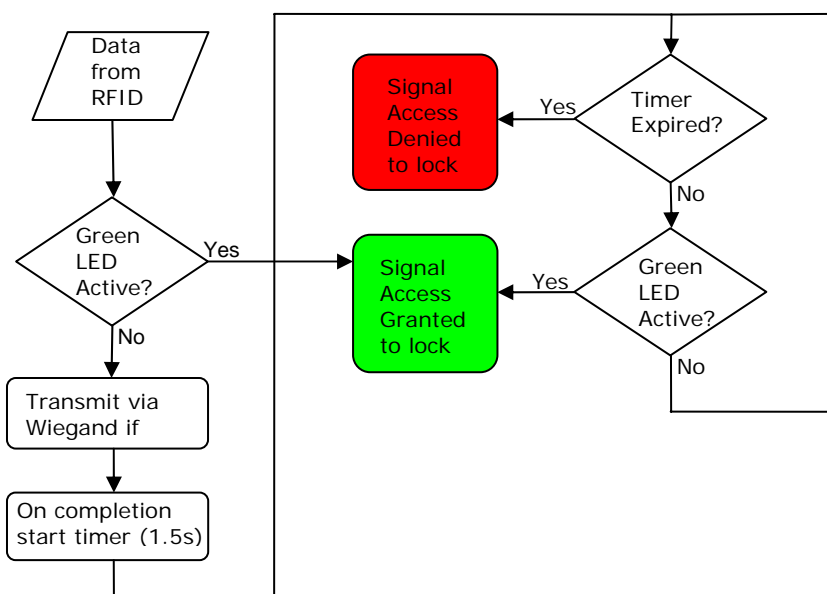 Data
from
RFID
Green
LED
Active?
Yes
No
Transmit via
Wiegand if
On completion
start timer (1.5s)
Signal
Access
Denied
to lock
Yes
Timer
Expired?
No
Signal
Access
Granted
to lock
Yes
Green
LED
Active?
No